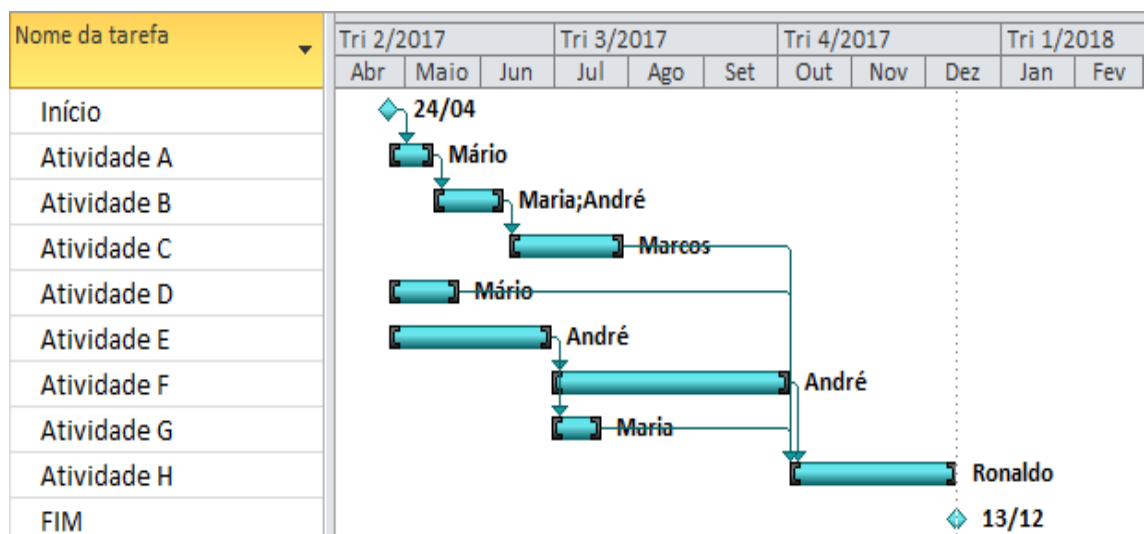 Nome da tarefa
Tri 2/2017 Tri 3/2017 Tri 4/2017 Tri 1/2018
Abr Maio Jun Jul Ago Set Out Nov Dez Jan Fev
Início 24/04
Atividade A Mário
Atividade B Maria;André
Atividade C Marcos
Atividade D Mário
Atividade E André
Atividade F André
Atividade G Maria
Atividade H Ronaldo
FIM 13/12